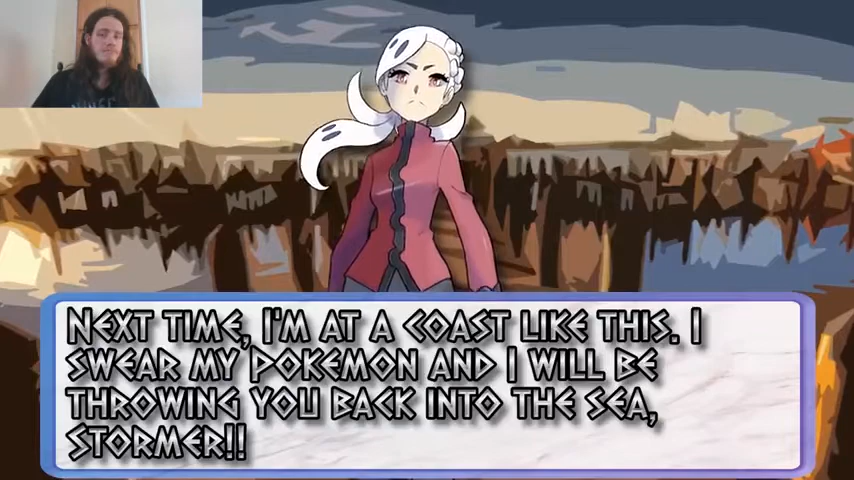 Next time, I'm at a coast like this. I
swear my Pokemon and I will be
throwing you back into the sea,
Stormer!!